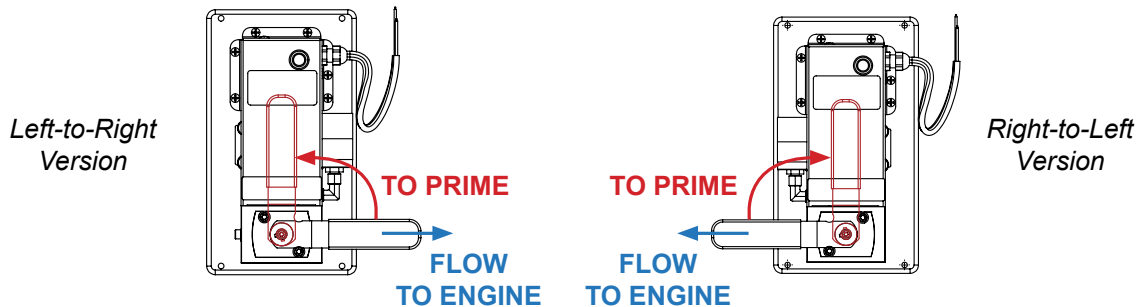 Left-to-Right
Version
TO PRIME
FLOW
TO ENGINE
TO PRIME
FLOW
TO ENGINE
Right-to-Left
Version